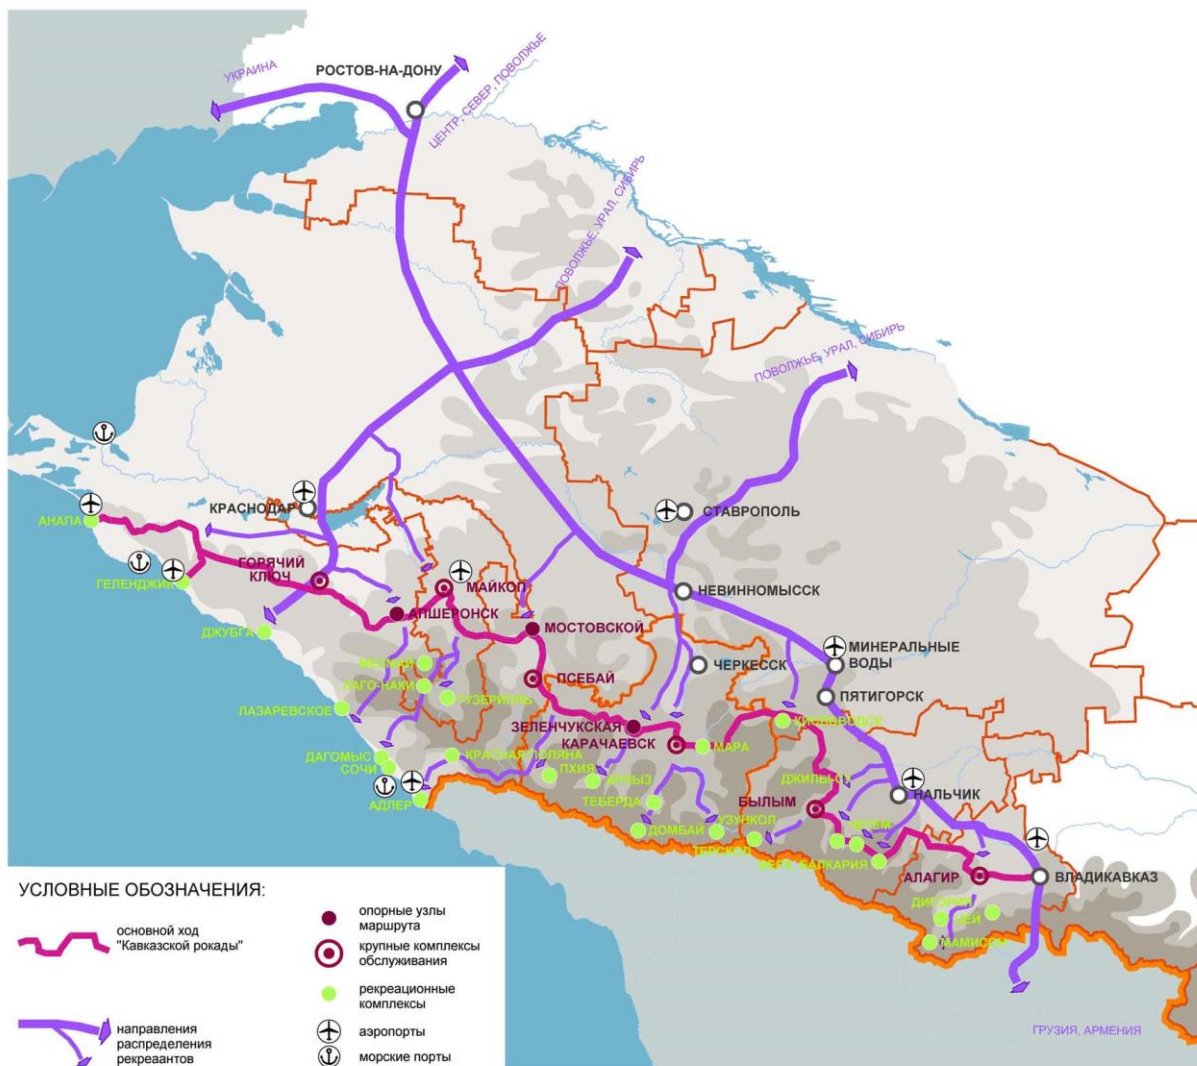 УКРАИНА
РОСТОВ-НА-ДОНУ
ЦЕНТР, СЕВЕР, ПОВОЛЖЬЕ
ПОВОЛЖЬЕ, УРАЛ, СИБИРЬ
ПОВОЛЖЬЕ, УРАЛ, СИБИРЬ
КРАСНОДАР
СТАВРОПОЛЬ
АНАПА
ГОРЯЧИЙ
КЛЮЧ
ГЕЛЕНДЖИК
МАЙКОП
НЕВИННОМЫССК
АПШЕРОНСК
ДЖУБГА
МОСТОВСКОЙ
МИНЕРАЛЬНЫЕ
ВОДЫ
ЧЕРКЕССК
ПСЕБАЙ
ЛАГО-НАКИ
ГУЗЕРИПЛЬ
ПЯТИГОРСК
ЛАЗАРЕВСКОЕ
ЗЕЛЕНЧУКСКАЯ
КИСЛОВОДСК
КАРАЧАЕВСК
МАРА
ДАГОМЫС
СОЧИ
КРАСНАЯ ПОЛЯНА
ПХИЯ
АРХЫЗ
ДЖИЛЫ-СУ
АДЛЕР
ТЕБЕРДА
БЫЛЫМ
НАЛЬЧИК
ДОМБАЙ
УЗУНКОЛ
ТЕРСКОЛ
БАЛКАРИЯ
АЛАГИР
ВЛАДИКАВКАЗ
ДИГОРИЯ
ЦЕЙ
МАМИСОН
ГРУЗИЯ, АРМЕНИЯ
УСЛОВНЫЕ ОБОЗНАЧЕНИЯ:
основной ход
"Кавказской рокады"
направления
распределения
рекреаантов
опорные узлы
маршрута
крупные комплексы
обслуживания
рекреационные
комплексы
аэропорты
морские порты